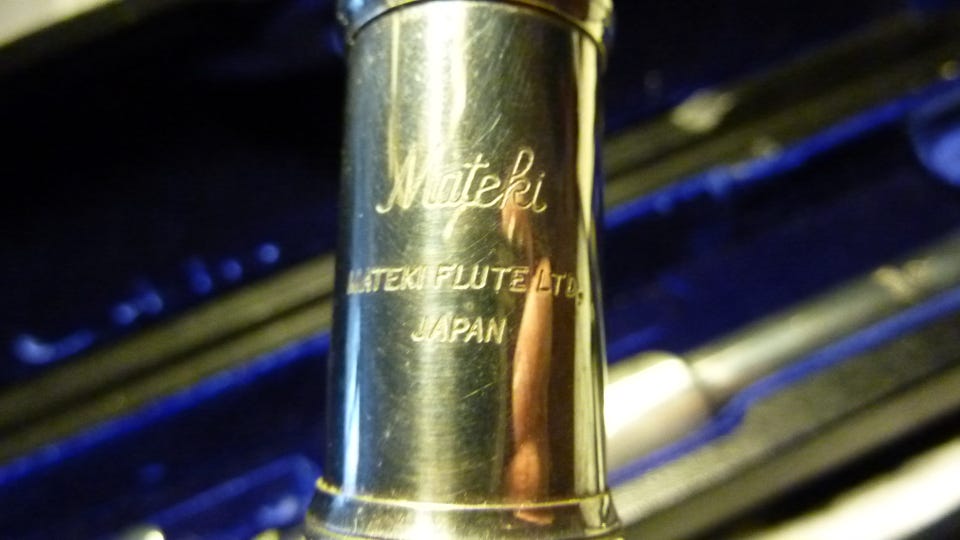 Mateki
MATEKI FLUTE LTD.
JAPAN